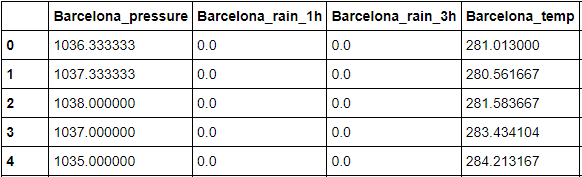 Barcelona_pressure Barcelona_rain_1h Barcelona_rain_3h Barcelona_temp
0 1036.333333 0.0 0.0 281.013000
1 1037.333333 0.0 0.0 280.561667
2 1038.000000 0.0 0.0 281.583667
3 1037.000000 0.0 0.0 283.434104
4 1035.000000 0.0 0.0 284.213167